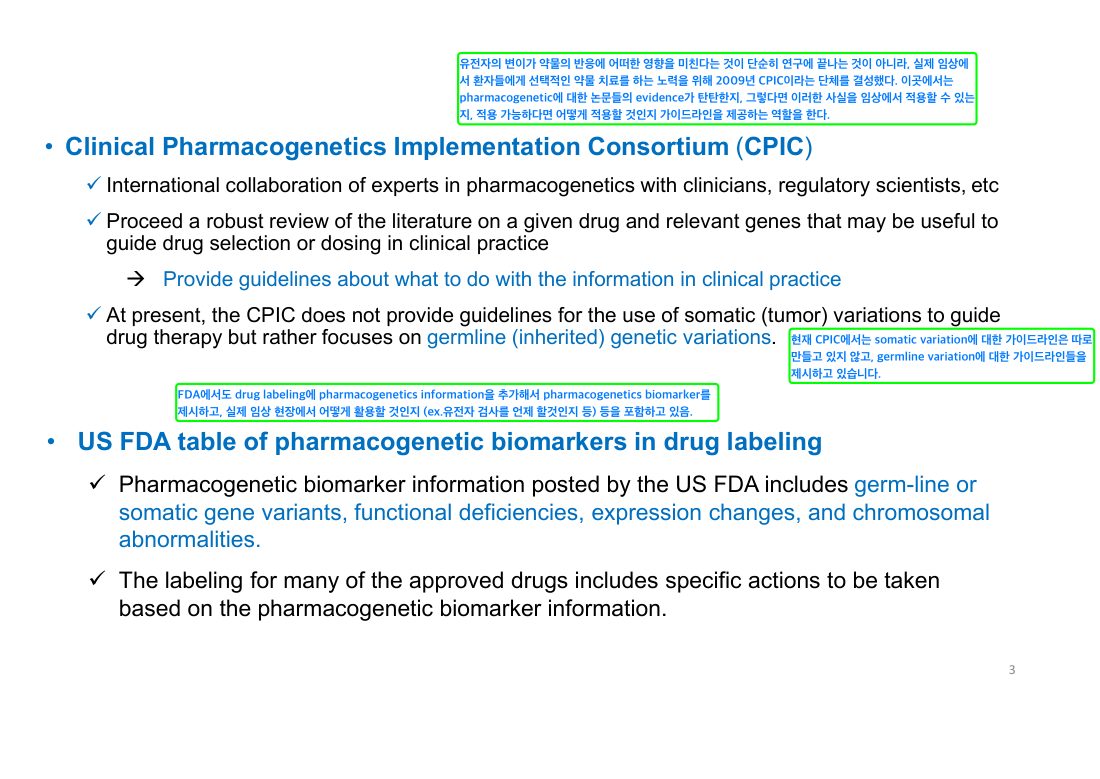 유전자의 변이가 약물의 반응에 어떠한 영향을 미친다는 것이 단순히 연구에 끝나는 것이 아니라, 실제 임상에
서 환자들에게 선택적인 약물 치료를 하는 노력을 위해 2009년 CPIC이라는 단체를 결성했다. 이곳에서는
pharmacogenetic에 대한 논문들의 evidence가 탄탄한지, 그렇다면 이러한 사실을 임상에서 적용할 수 있는
지, 적용 가능하다면 어떻게 적용할 것인지 가이드라인을 제공하는 역할을 한다.
• Clinical Pharmacogenetics Implementation Consortium (CPIC)
✓ International collaboration of experts in pharmacogenetics with clinicians, regulatory scientists, etc
✓ Proceed a robust review of the literature on a given drug and relevant genes that may be useful to
guide drug selection or dosing in clinical practice
→ Provide guidelines about what to do with the information in clinical practice
✓ At present, the CPIC does not provide guidelines for the use of somatic (tumor) variations to guide
drug therapy but rather focuses on germline (inherited) genetic variations.
현재 CPIC에서는 somatic variation에 대한 가이드라인은 따로
만들고 있지 않고, germline variation에 대한 가이드라인들을
제시하고 있습니다.
FDA에서도 drug labeling에 pharmacogenetics information을 추가해서 pharmacogenetics biomarker를
제시하고, 실제 임상 현장에서 어떻게 활용할 것인지 (ex.유전자 검사를 언제 할것인지 등) 등을 포함하고 있음.
• US FDA table of pharmacogenetic biomarkers in drug labeling
✓ Pharmacogenetic biomarker information posted by the US FDA includes germ-line or
somatic gene variants, functional deficiencies, expression changes, and chromosomal
abnormalities.
✓ The labeling for many of the approved drugs includes specific actions to be taken
based on the pharmacogenetic biomarker information.
3